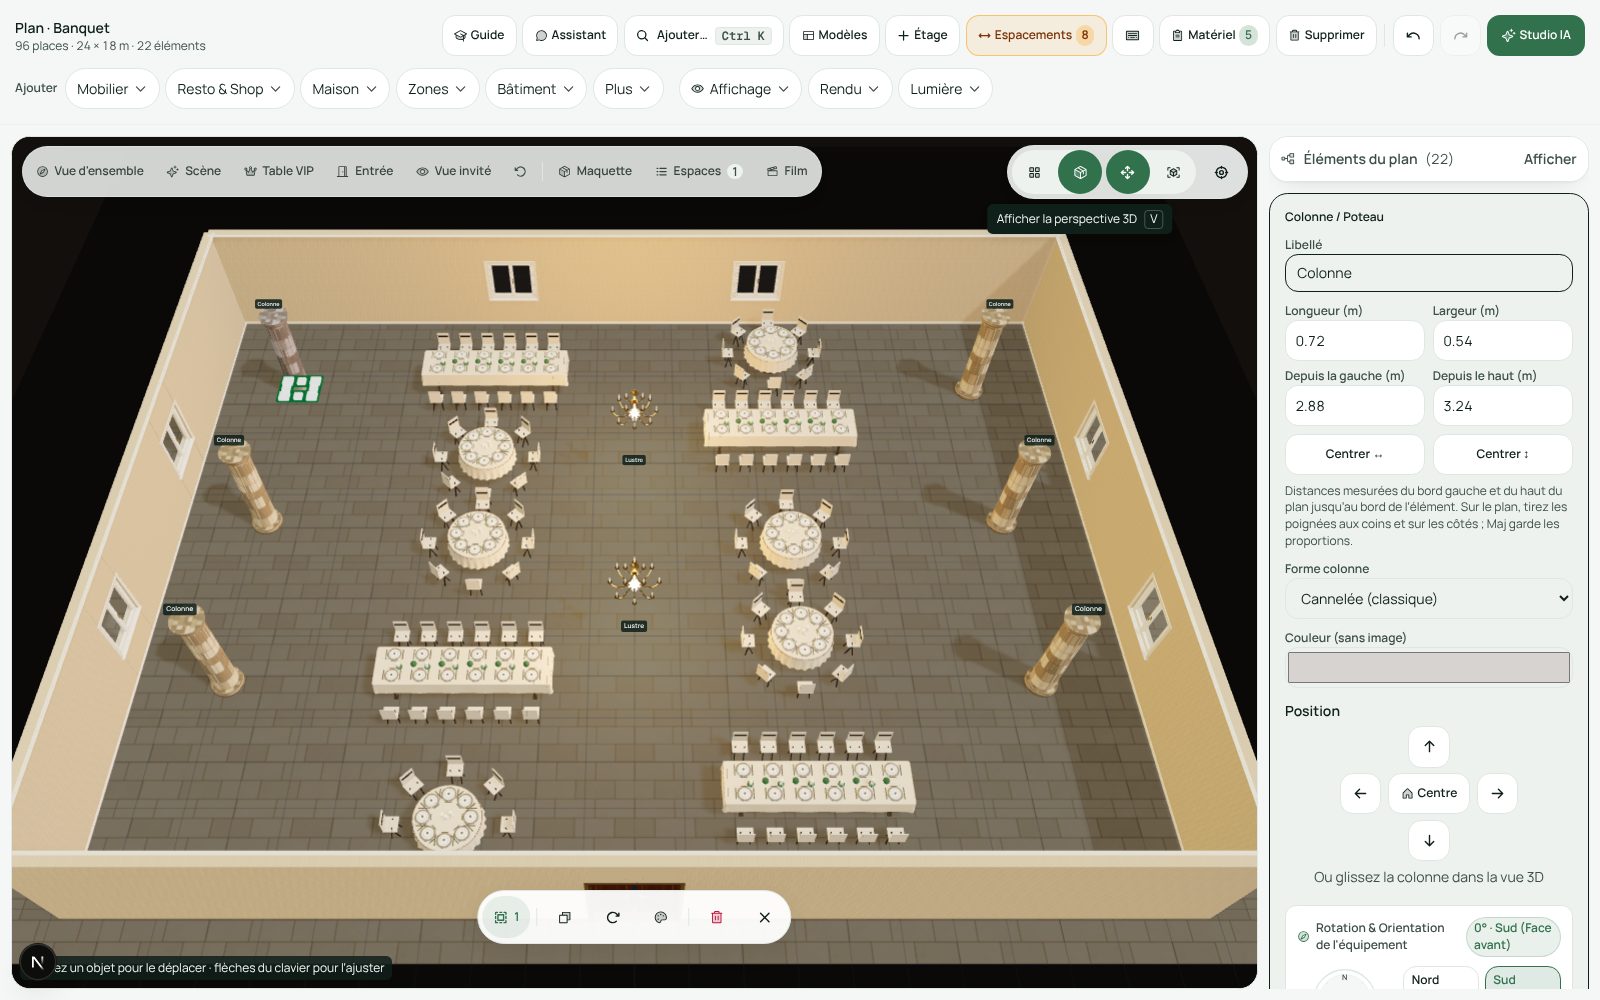 Plan · Banquet
96 places · 24 × 18 m · 22 éléments
Guide
Assistant
Ajouter... Ctrl K
Modèles
Étage
Espacements 8
Matériel 5
Supprimer
Studio IA
Ajouter
Mobilier
Resto & Shop
Maison
Zones
Bâtiment
Plus
Affichage
Rendu
Lumière
Vue d'ensemble
Scène
Table VIP
Entrée
Vue invité
Maquette
Espaces 1
Film
Afficher la perspective 3D V
Colonne
Colonne
Colonne
Colonne
Lustre
Colonne
Colonne
Lustre
1
N
ez un objet pour le déplacer · flèches du clavier pour l'ajuster
Éléments du plan (22) Afficher
Colonne / Poteau
Libellé
Colonne
Longueur (m) Largeur (m)
0.72 0.54
Depuis la gauche (m) Depuis le haut (m)
2.88 3.24
Centrer ↔ Centrer ↕
Distances mesurées du bord gauche et du haut du
plan jusqu'au bord de l'élément. Sur le plan, tirez les
poignées aux coins et sur les côtés ; Maj garde les
proportions.
Forme colonne
Cannelée (classique)
Couleur (sans image)
Position
↑
← Centre →
↓
Ou glissez la colonne dans la vue 3D
Rotation & Orientation
de l'équipement
0° · Sud (Face
avant)
N
Nord
Sud